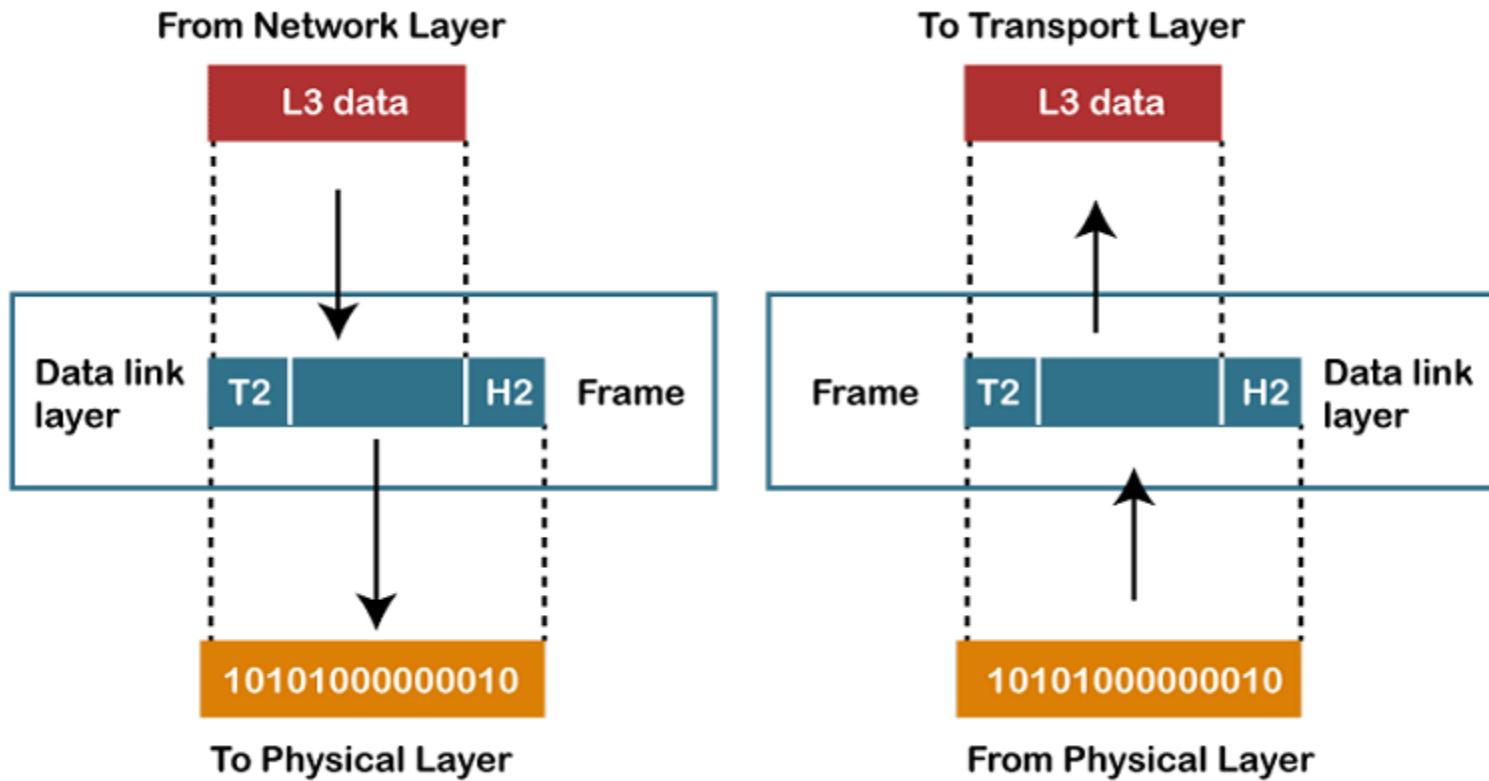 From Network Layer
L3 data
Data link
layer
T2
H2
Frame
10101000000010
To Physical Layer
To Transport Layer
L3 data
Frame
T2
H2
Data link
layer
10101000000010
From Physical Layer